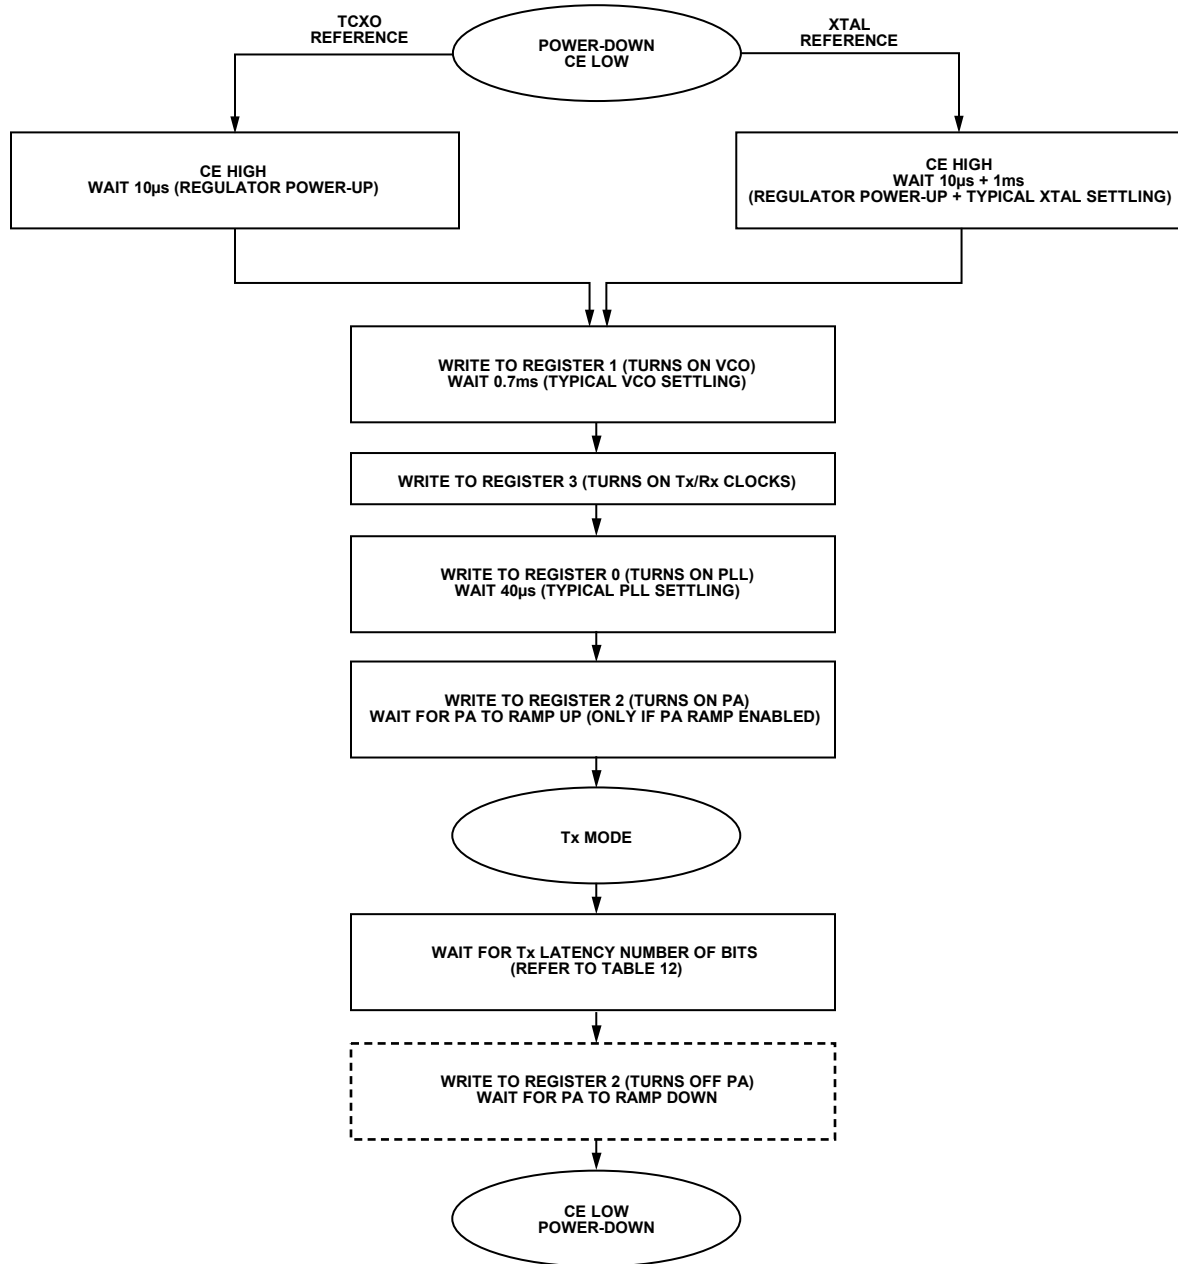 TCXO
REFERENCE
POWER-DOWN
CE LOW
XTAL
REFERENCE
CE HIGH
WAIT 10µs (REGULATOR POWER-UP)
CE HIGH
WAIT 10µs + 1ms
(REGULATOR POWER-UP + TYPICAL XTAL SETTLING)
WRITE TO REGISTER 1 (TURNS ON VCO)
WAIT 0.7ms (TYPICAL VCO SETTLING)
WRITE TO REGISTER 3 (TURNS ON Tx/Rx CLOCKS)
WRITE TO REGISTER 0 (TURNS ON PLL)
WAIT 40µs (TYPICAL PLL SETTLING)
WRITE TO REGISTER 2 (TURNS ON PA)
WAIT FOR PA TO RAMP UP (ONLY IF PA RAMP ENABLED)
Tx MODE
WAIT FOR Tx LATENCY NUMBER OF BITS
(REFER TO TABLE 12)
WRITE TO REGISTER 2 (TURNS OFF PA)
WAIT FOR PA TO RAMP DOWN
CE LOW
POWER-DOWN